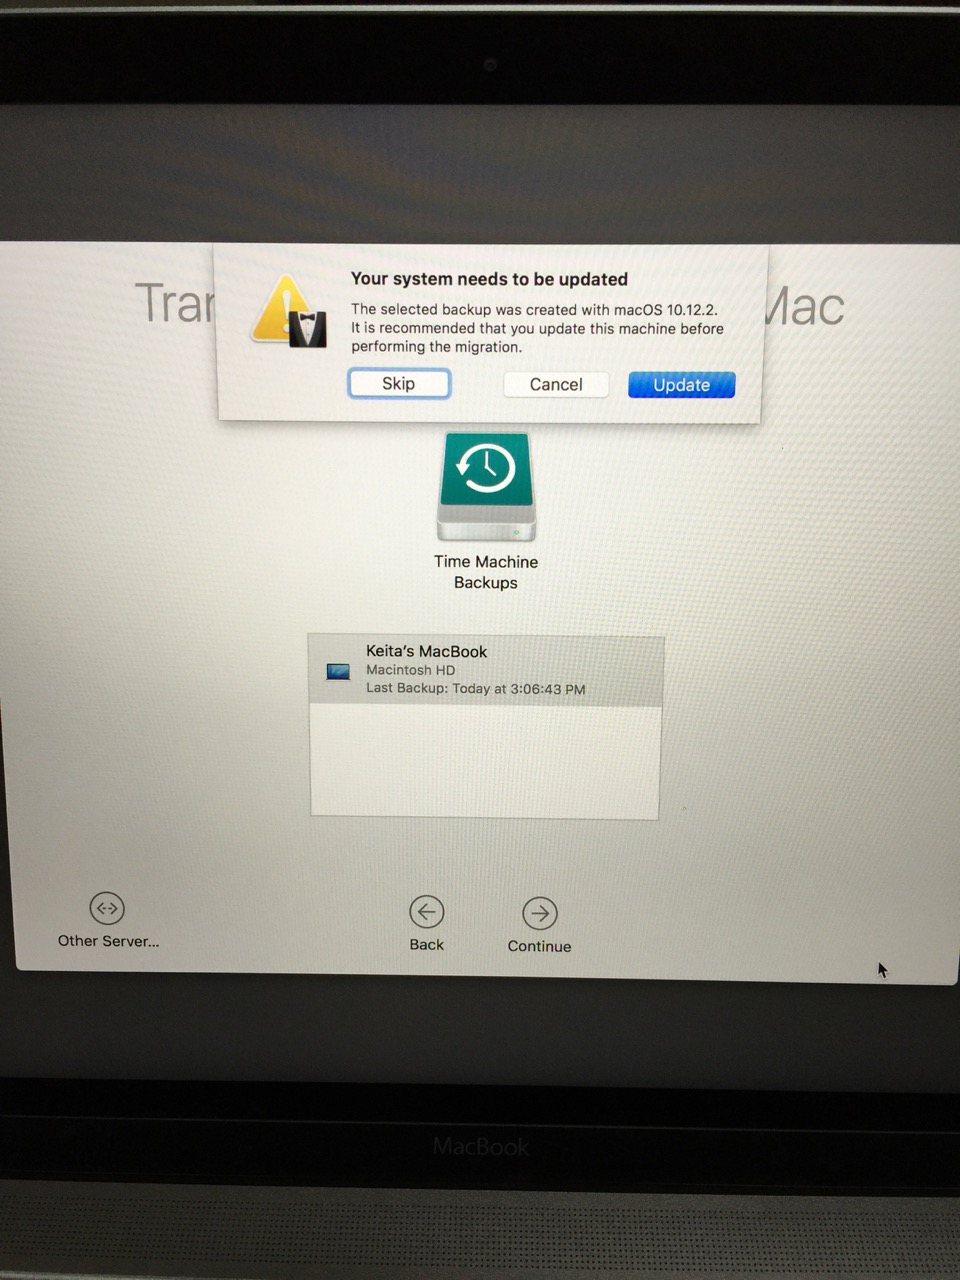 Your system needs to be updated
Tran
Mac
The selected backup was created with macOS 10.12.2.
It is recommended that you update this machine before
performing the migration.
Skip
Cancel
Update
Time Machine
Backups
Keita's MacBook
Macintosh HD
Last Backup: Today at 3:06:43 PM
Other Server...
Back
Continue
MacBook